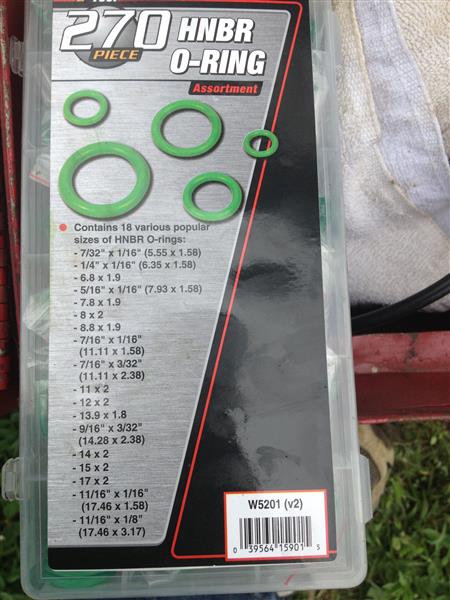 270
PIECE
HNBR
O-RING
Assortment
Contains 18 various popular
sizes of HNBR O-rings:
- 7/32" x 1/16" (5.55 x 1.58)
- 1/4" x 1/16" (6.35 x 1.58)
- 6.8 x 1.9
- 5/16" x 1/16" (7.93 x 1.58)
- 7.8 x 1.9
- 8 x 2
- 8.8 x 1.9
- 7/16" x 1/16"
(11.11 x 1.58)
- 7/16" x 3/32"
(11.11 x 2.38)
- 11 x 2
- 12 x 2
- 13.9 x 1.8
- 9/16" x 3/32"
(14.28 x 2.38)
- 14 x 2
- 15 x 2
- 17 x 2
- 11/16" x 1/16"
(17.46 x 1.58)
- 11/16" x 1/8"
(17.46 x 3.17)
W5201 (v2)
0 39564 15901 5